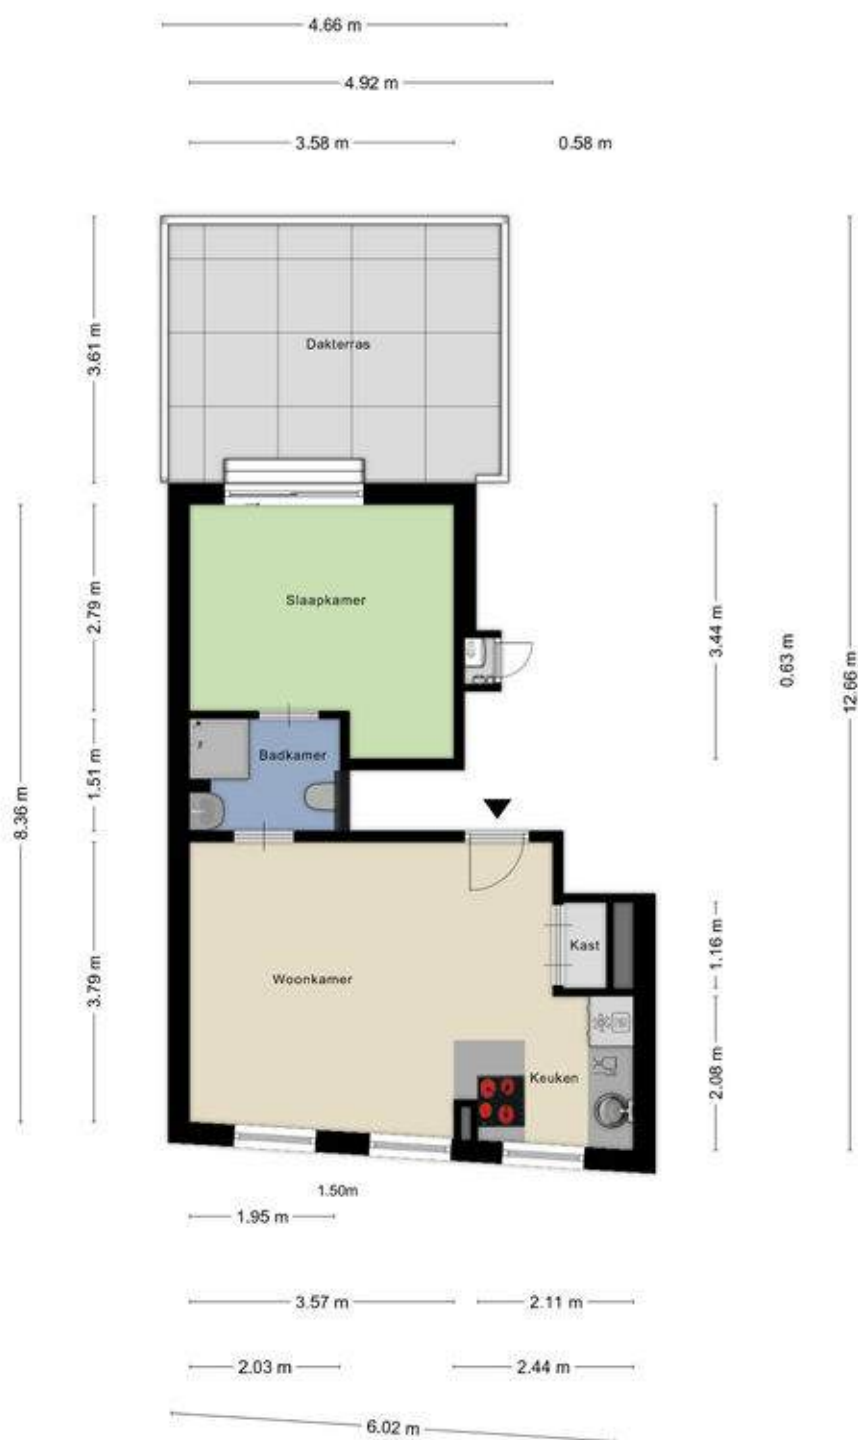 4.66 m
4.92 m
3.58 m
0.58 m
3.61 m
Dakterras
2.79 m
Slaapkamer
3.44 m
0.63 m
12.66 m
8.36 m
1.51 m
Badkamer
3.79 m
Woonkamer
Kast
1.16 m
Keuken
2.08 m
1.50m
1.95 m
3.57 m
2.11 m
2.03 m
2.44 m
6.02 m